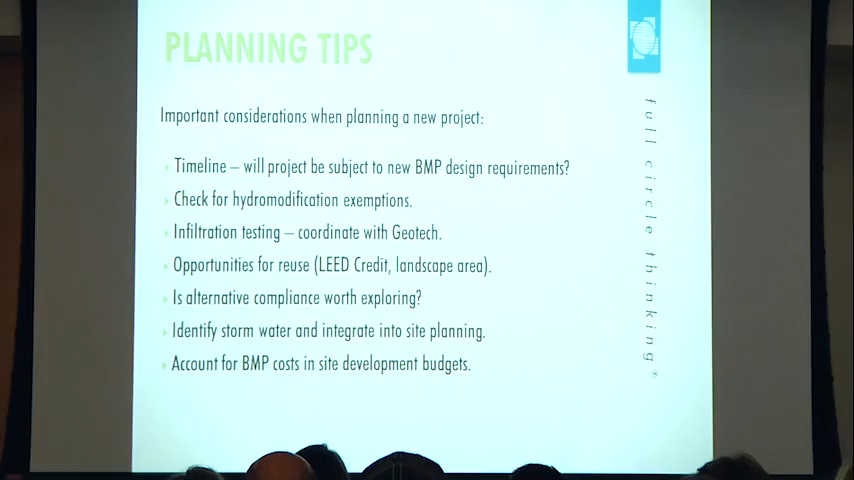 PLANNING TIPS
Important considerations when planning a new project:
Timeline – will project be subject to new BMP design requirements?
Check for hydromodification exemptions.
Infiltration testing – coordinate with Geotech.
Opportunities for reuse (LEED Credit, landscape area).
Is alternative compliance worth exploring?
Identify storm water and integrate into site planning.
Account for BMP costs in site development budgets.
full circle thinking®